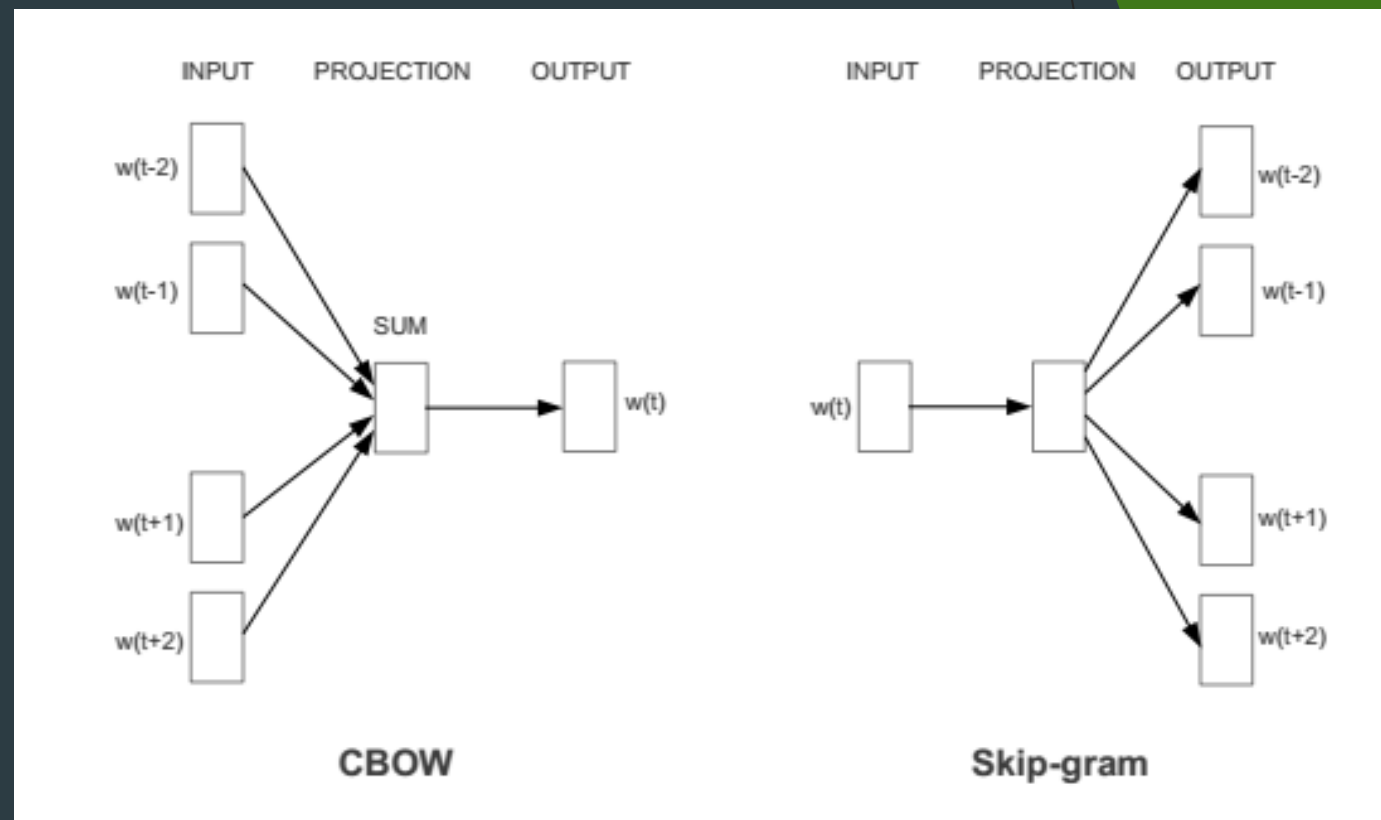 INPUT PROJECTION OUTPUT
w(t-2)
w(t-1)
SUM
w(t)
w(t+1)
w(t+2)
CBOW
INPUT PROJECTION OUTPUT
w(t-2)
w(t-1)
w(t)
w(t+1)
w(t+2)
Skip-gram